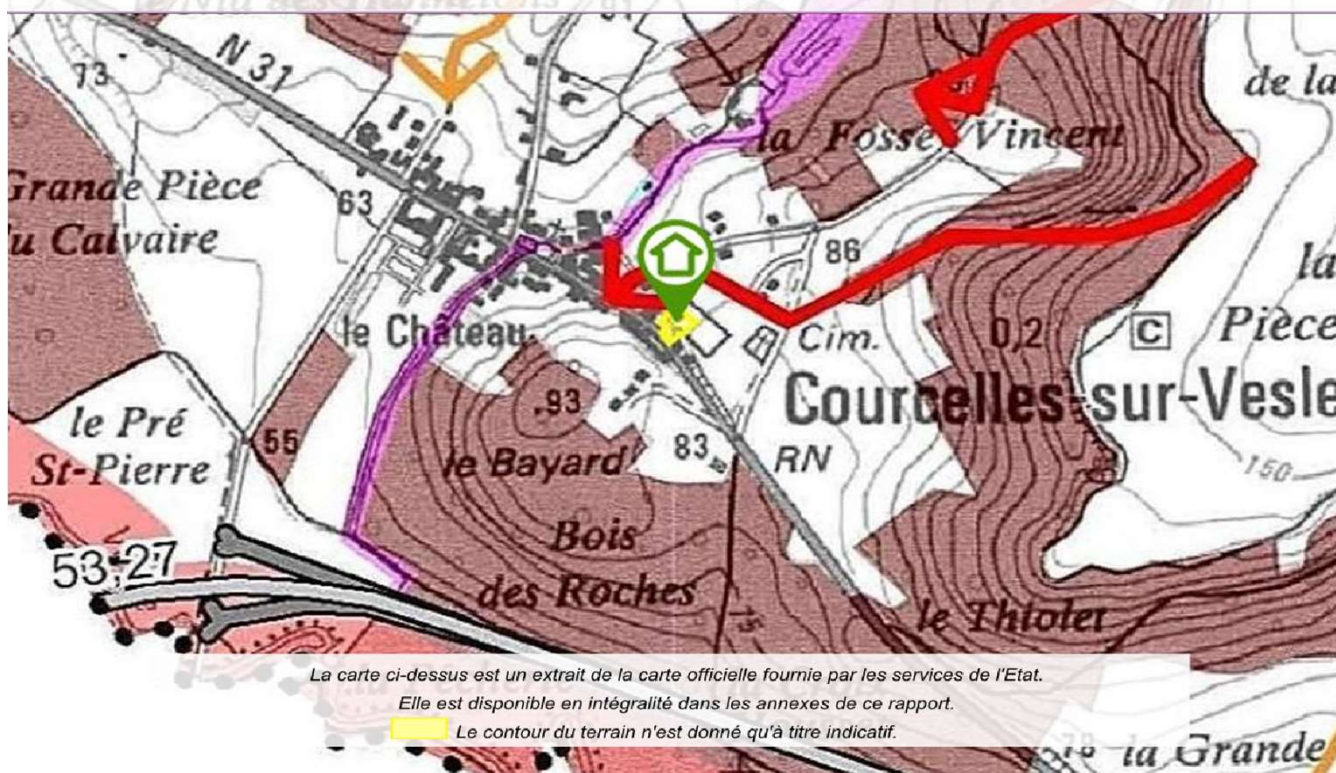 N 31
73
de la
la Fosse Vincent
Grande Pièce
u Calvaire
63
86
la
le Château
Cim.
0,2
C
Pièce
Courcelles-sur-Vesle
.93
le Pré
St-Pierre
55
le Bayard
83
RN
150
Bois
des Roches
53,27
75
le Thiolet
La carte ci-dessus est un extrait de la carte officielle fournie par les services de l'Etat.
Elle est disponible en intégralité dans les annexes de ce rapport.
Le contour du terrain n'est donné qu'à titre indicatif.
78
la Grande